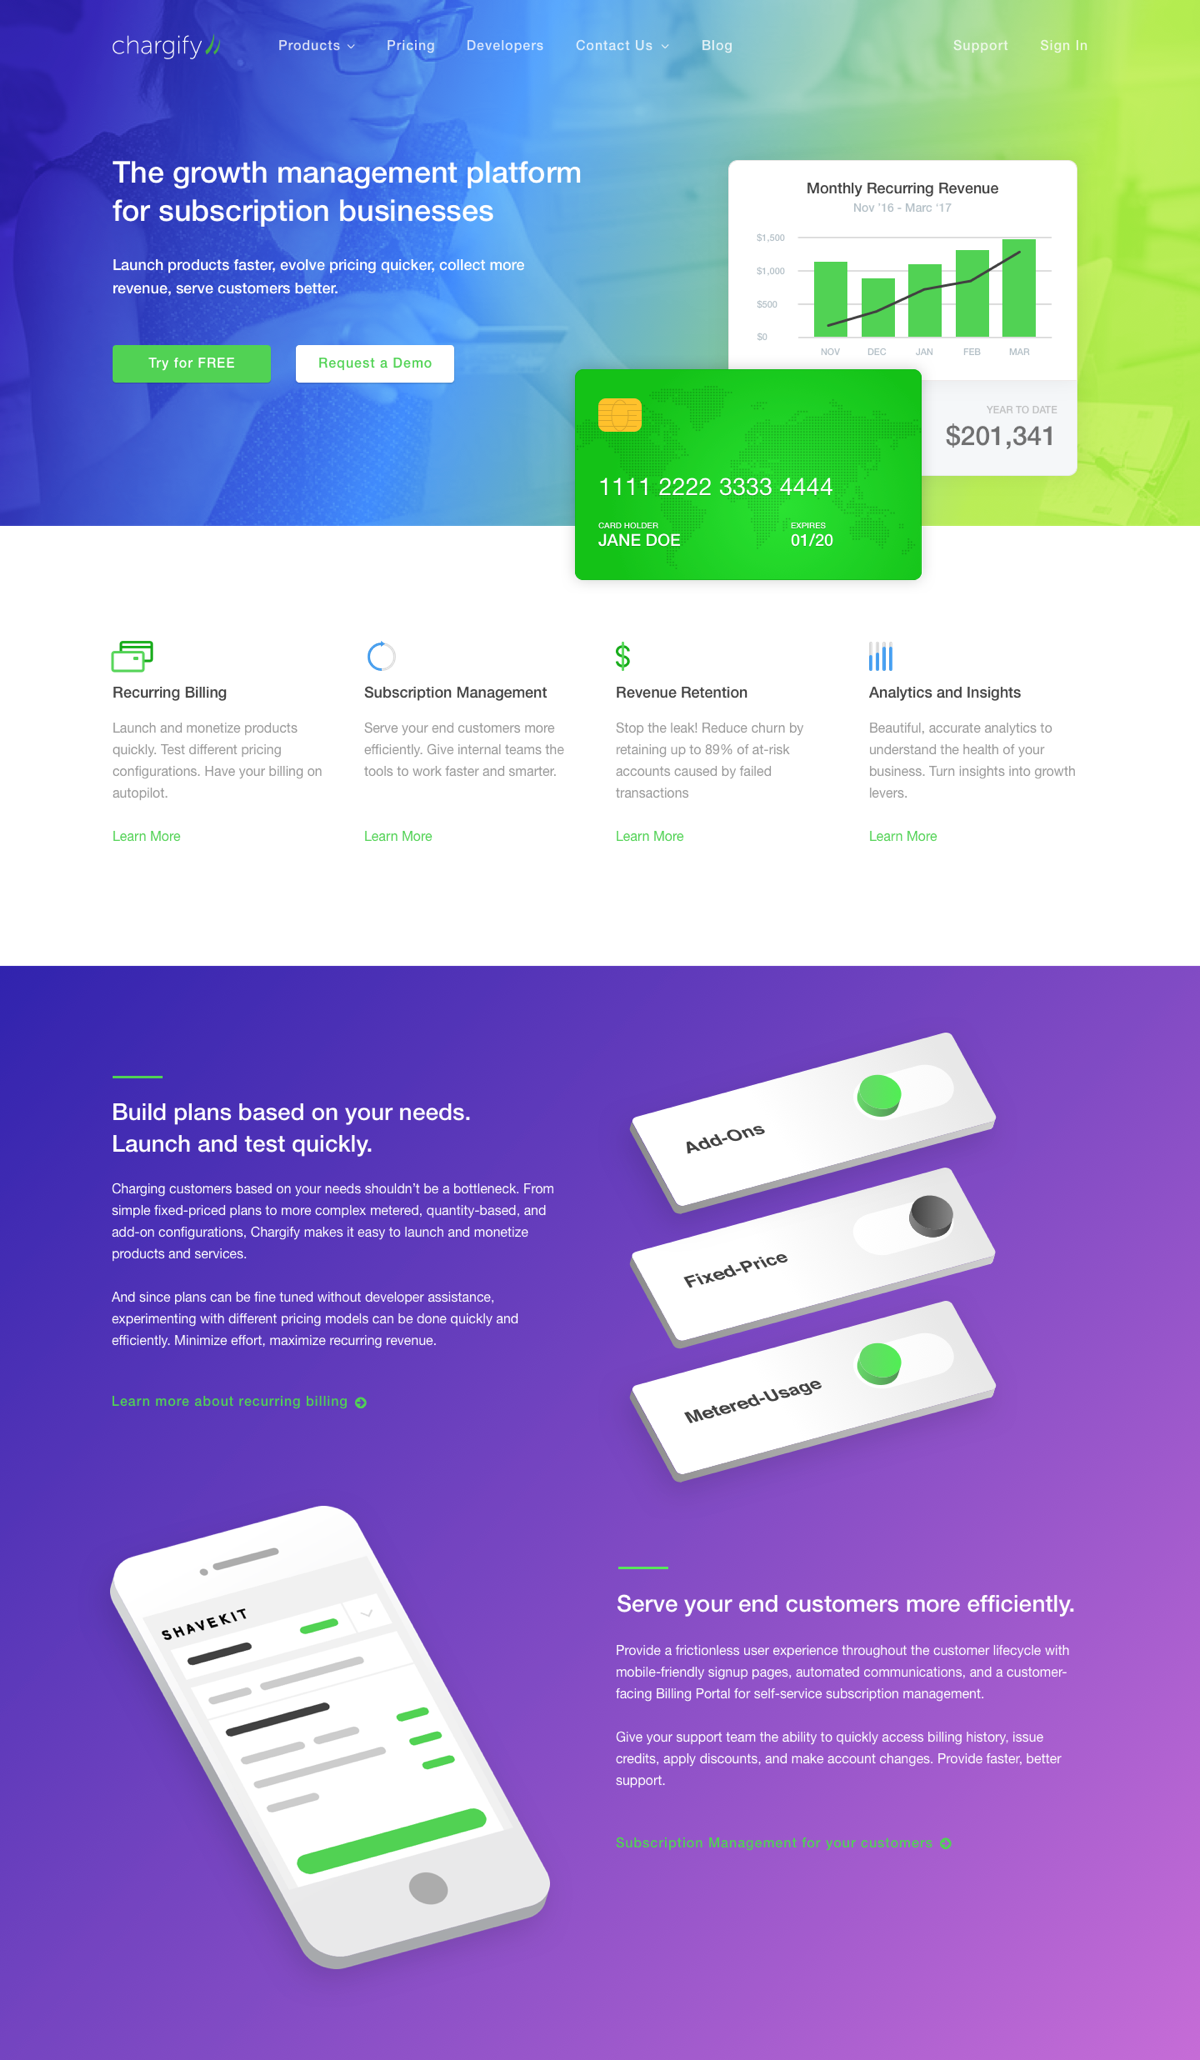 chargify
Products
Pricing
Developers
Contact Us
Blog
Support
Sign In
The growth management platform
for subscription businesses
Launch products faster, evolve pricing quicker, collect more
revenue, serve customers better.
Try for FREE
Request a Demo
Monthly Recurring Revenue
Nov '16 - Marc '17
$1,500
$1,000
$500
$0
NOV DEC JAN FEB MAR
YEAR TO DATE
$201,341
1111 2222 3333 4444
CARD HOLDER
JANE DOE
EXPIRES
01/20
Recurring Billing
Launch and monetize products
quickly. Test different pricing
configurations. Have your billing on
autopilot.
Learn More
Subscription Management
Serve your end customers more
efficiently. Give internal teams the
tools to work faster and smarter.
Learn More
Revenue Retention
Stop the leak! Reduce churn by
retaining up to 89% of at-risk
accounts caused by failed
transactions
Learn More
Analytics and Insights
Beautiful, accurate analytics to
understand the health of your
business. Turn insights into growth
levers.
Learn More
Build plans based on your needs.
Launch and test quickly.
Charging customers based on your needs shouldn't be a bottleneck. From
simple fixed-priced plans to more complex metered, quantity-based, and
add-on configurations, Chargify makes it easy to launch and monetize
products and services.
And since plans can be fine tuned without developer assistance,
experimenting with different pricing models can be done quickly and
efficiently. Minimize effort, maximize recurring revenue.
Learn more about recurring billing
Add-Ons
Fixed-Price
Metered-Usage
SHAVEKIT
Serve your end customers more efficiently.
Provide a frictionless user experience throughout the customer lifecycle with
mobile-friendly signup pages, automated communications, and a customer-
facing Billing Portal for self-service subscription management.
Give your support team the ability to quickly access billing history, issue
credits, apply discounts, and make account changes. Provide faster, better
support.
Subscription Management for your customers